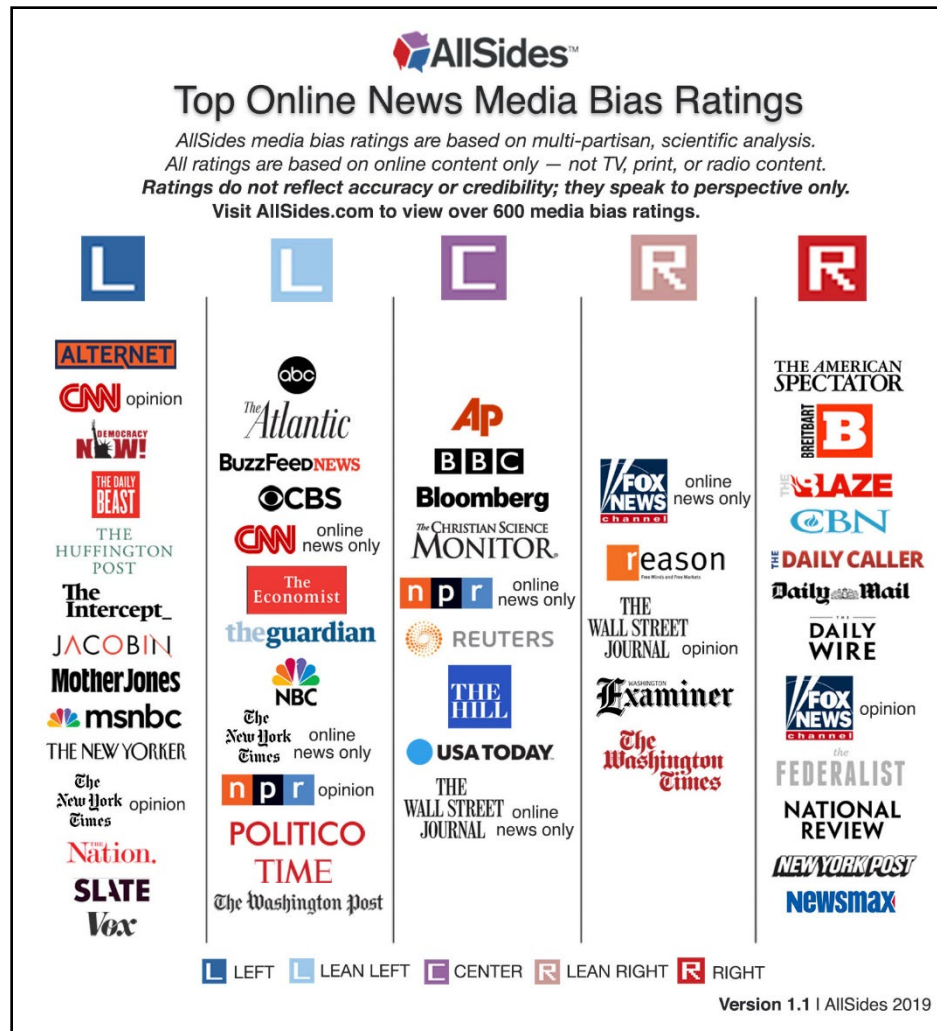 AllSides™
Top Online News Media Bias Ratings
AllSides media bias ratings are based on multi-partisan, scientific analysis.
All ratings are based on online content only — not TV, print, or radio content.
Ratings do not reflect accuracy or credibility; they speak to perspective only.
Visit AllSides.com to view over 600 media bias ratings.
L
L
C
R
R
ALTERNET
CNN opinion
DEMOCRACY
NOW!
THE DAILY
BEAST
THE
HUFFINGTON
POST
The
Intercept_
JACOBIN
Mother Jones
msnbc
THE NEW YORKER
The
New York
Times opinion
THE
Nation.
SLATE
Vox
abc
The
Atlantic
BUZZFEED NEWS
CBS
CNN online
news only
The
Economist
theguardian
NBC
The
New York
Times online
news only
npr opinion
POLITICO
TIME
The Washington Post
AP
BBC
Bloomberg
The CHRISTIAN SCIENCE
MONITOR
npr online
news only
REUTERS
THE
HILL
USA TODAY
THE
WALL STREET
JOURNAL online
news only
FOX
NEWS
channel
online
news only
reason
Free Minds and Free Markets
THE
WALL STREET
JOURNAL opinion
WASHINGTON
Examiner
The
Washington
Times
THE AMERICAN
SPECTATOR
BREITBART
B
THE
BLAZE
CBN
THE DAILY CALLER
Daily Mail
THE
DAILY
WIRE
FOX
NEWS
channel
opinion
the
FEDERALIST
NATIONAL
REVIEW
NEW YORK POST
Newsmax
L LEFT L LEAN LEFT C CENTER R LEAN RIGHT R RIGHT
Version 1.1 | AllSides 2019